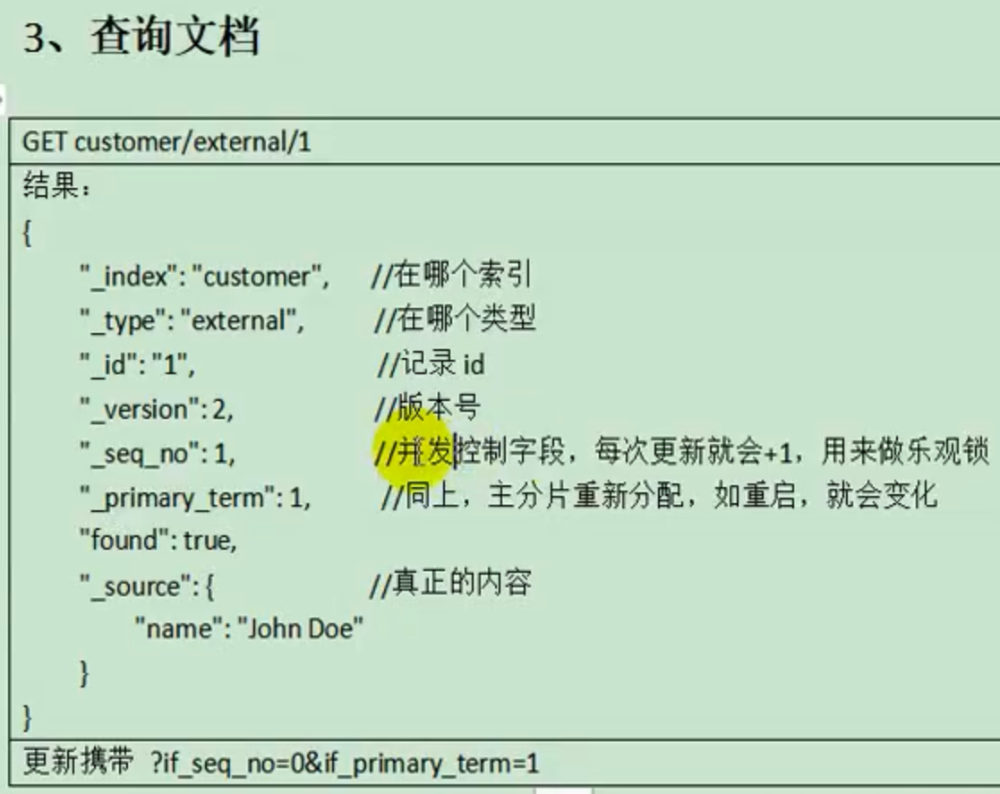 3、查询文档
GET customer/external/1
结果：
{
"_index": "customer", //在哪个索引
"_type": "external", //在哪个类型
"_id": "1", //记录 id
"_version": 2, //版本号
"_seq_no": 1, //并发控制字段，每次更新就会+1，用来做乐观锁
"_primary_term": 1, //同上，主分片重新分配，如重启，就会变化
"found": true,
"_source": { //真正的内容
"name": "John Doe"
}
}
更新携带 ?if_seq_no=0&if_primary_term=1